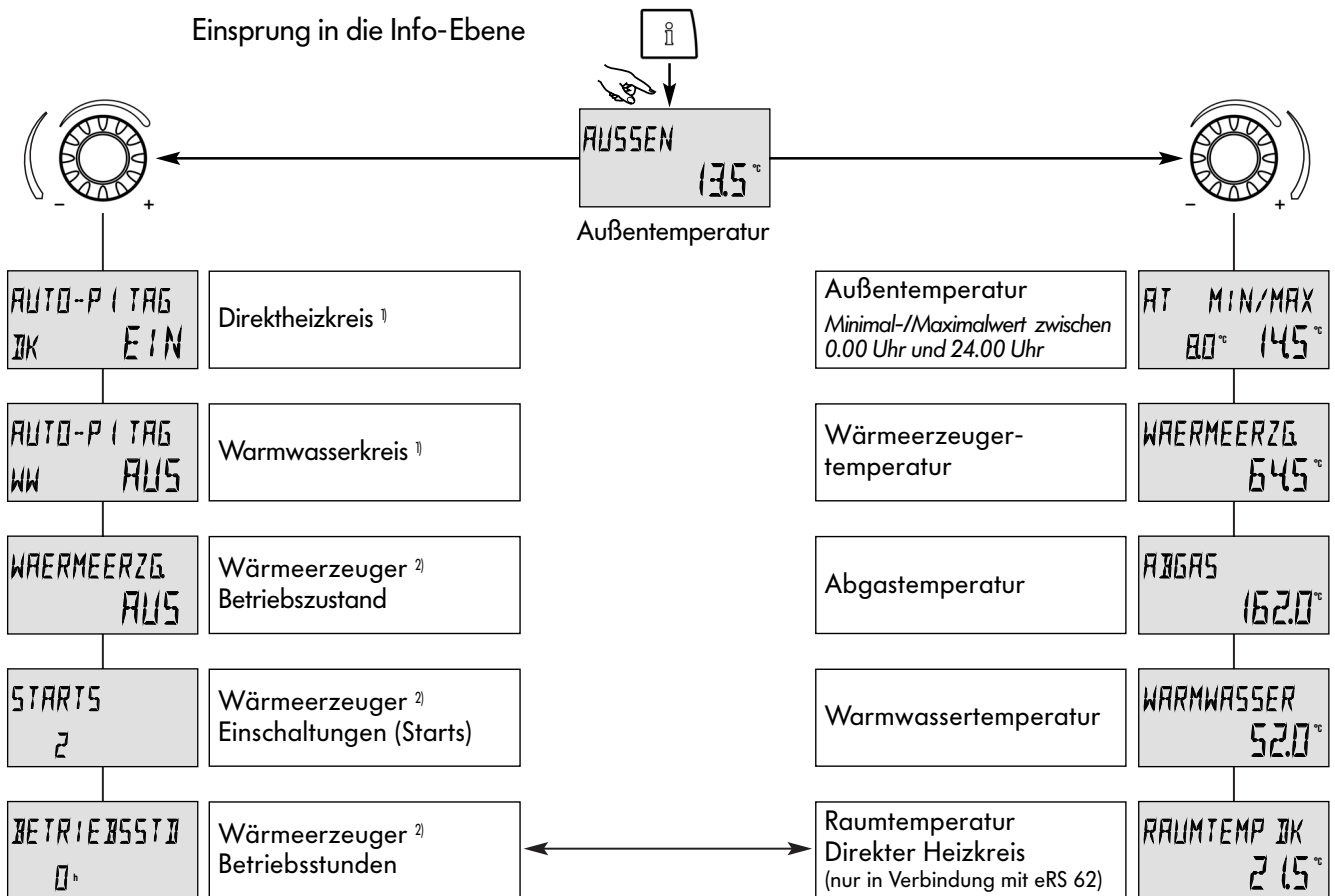 Einsprung in die Info-Ebene
i
AUSSEN
13.5 °C
Außentemperatur
- +
- +
AUTO-P1 TAG
DK EIN
Direktheizkreis 1)
AUTO-P1 TAG
WW AUS
Warmwasserkreis 1)
WAERMEERZG.
AUS
Wärmeerzeuger 2)
Betriebszustand
STARTS
2
Wärmeerzeuger 2)
Einschaltungen (Starts)
BETRIEBSSTD
0 h
Wärmeerzeuger 2)
Betriebsstunden
Außentemperatur
Minimal-/Maximalwert zwischen
0.00 Uhr und 24.00 Uhr
AT MIN/MAX
8.0 °C 14.5 °C
Wärmeerzeuger-
temperatur
WAERMEERZG.
64.5 °C
Abgastemperatur
ABGAS
162.0 °C
Warmwassertemperatur
WARMWASSER
52.0 °C
Raumtemperatur
Direkter Heizkreis
(nur in Verbindung mit eRS 62)
RAUMTEMP DK
21.5 °C